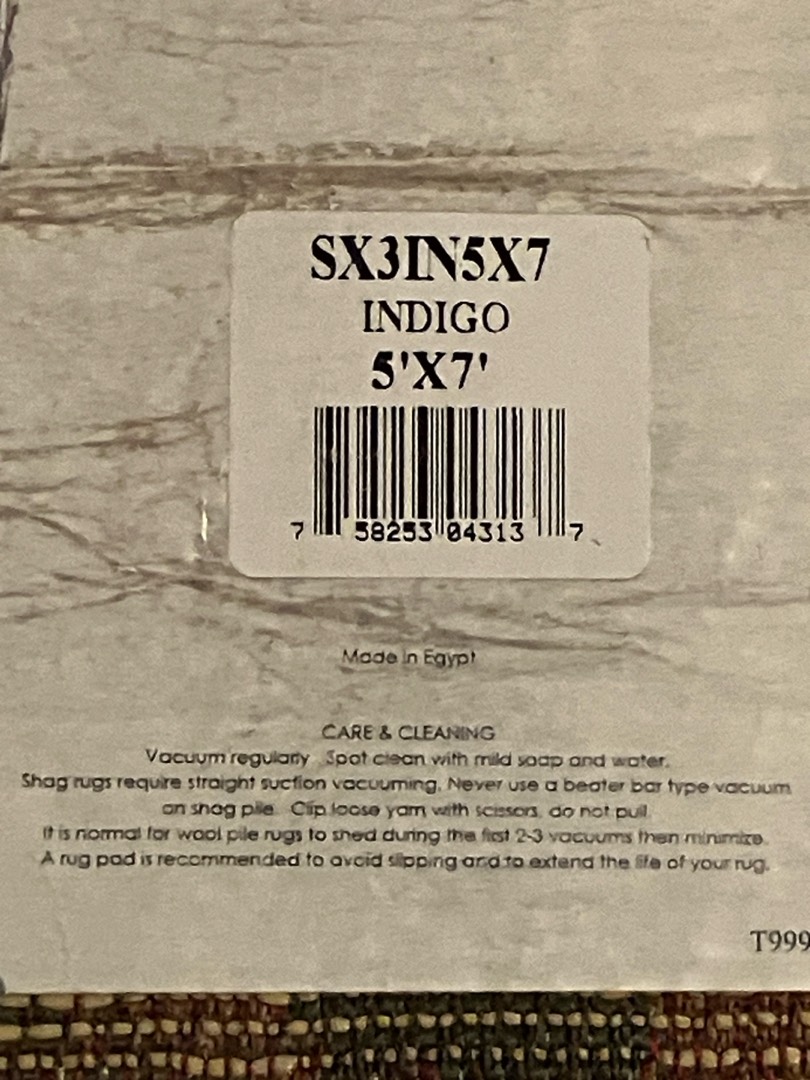 SX3IN5X7
INDIGO
5'X7'
7 58253 04313 7
Made in Egypt
CARE & CLEANING
Vacuum regularly. Spot clean with mild soap and water.
Shag rugs require straight suction vacuuming. Never use a beater bar type vacuum
on shag pile. Clip loose yarn with scissors, do not pull.
It is normal for wool pile rugs to shed during the first 2-3 vacuums then minimize.
A rug pad is recommended to avoid slipping and to extend the life of your rug.
T999